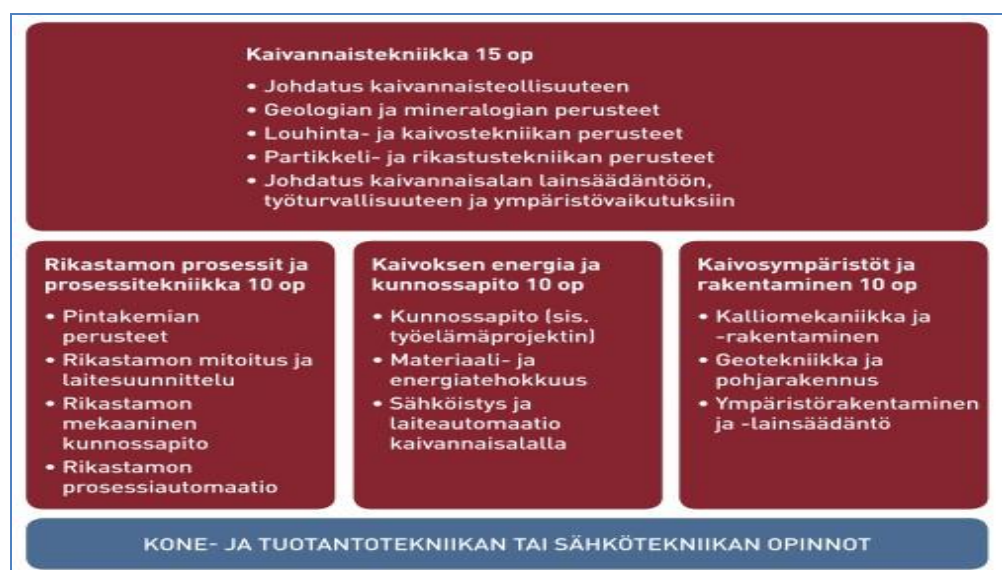 Kaivannaistekniikka 15 op
• Johdatus kaivannaisteollisuuteen
• Geologian ja mineralogian perusteet
• Louhinta- ja kaivostekniikan perusteet
• Partikkeli- ja rikastustekniikan perusteet
• Johdatus kaivannaisalan lainsäädäntöön,
työturvallisuuteen ja ympäristövaikutuksiin
Rikastamon prosessit ja
prosessitekniikka 10 op
• Pintakemian
perusteet
• Rikastamon mitoitus ja
laitesuunnittelu
• Rikastamon
mekaaninen
kunnossapito
• Rikastamon
prosessiautomaatio
Kaivoksen energia ja
kunnossapito 10 op
• Kunnossapito (sis.
työelämäprojektin)
• Materiaali- ja
energiatehokkuus
• Sähköistys ja
laiteautomaatio
kaivannaisalalla
Kaivosympäristöt ja
rakentaminen 10 op
• Kalliomekaniikka ja
-rakentaminen
• Geotekniikka ja
pohjarakennus
• Ympäristörakentaminen
ja -lainsäädäntö
KONE- JA TUOTANTOTEKNIIKAN TAI SÄHKÖTEKNIIKAN OPINNOT